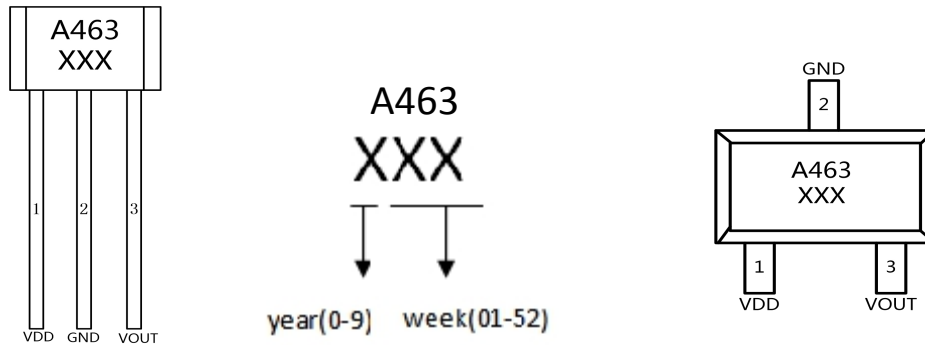 A463
XXX
1 2 3
VDD GND VOUT
A463
XXX
year(0-9) week(01-52)
GND
2
A463
XXX
1 3
VDD VOUT